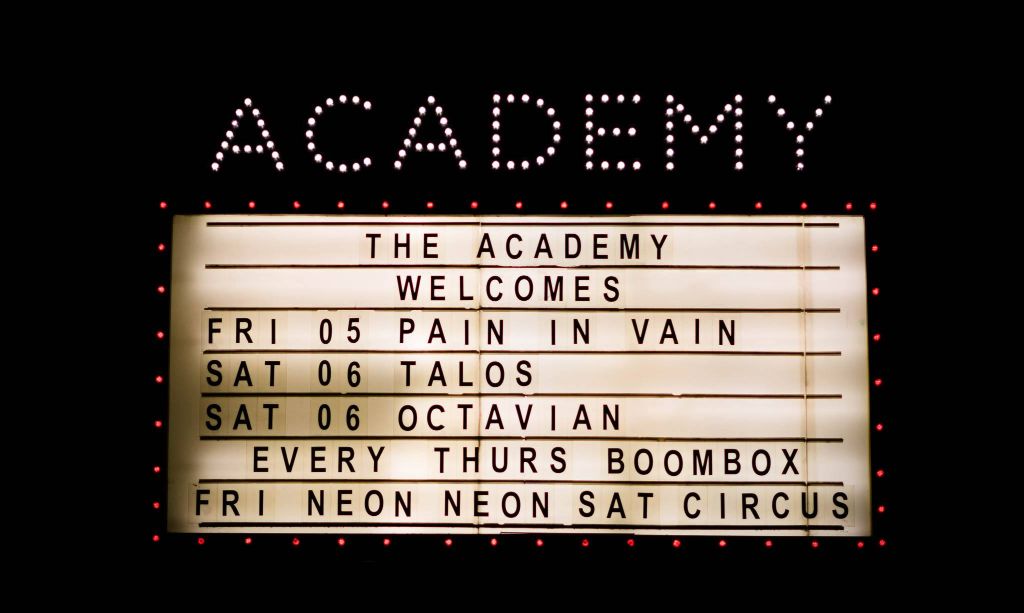 ACADEMY
THE ACADEMY
WELCOMES
FRI 05 PAIN IN VAIN
SAT 06 TALOS
SAT 06 OCTAVIAN
EVERY THURS BOOMBOX
FRI NEON NEON SAT CIRCUS